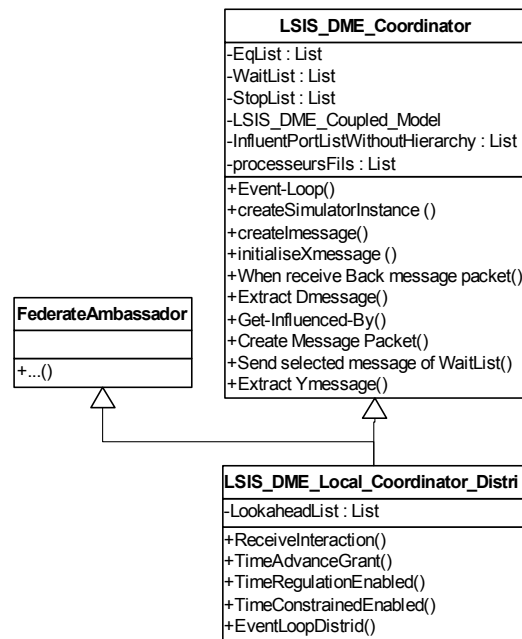 LSIS_DME_Coordinator
-EqList : List
-WaitList : List
-StopList : List
-LSIS_DME_Coupled_Model
-InfluentPortListWithoutHierarchy : List
-processeursFils : List
+Event-Loop()
+createSimulatorInstance ()
+createImessage()
+initialiseXmessage ()
+When receive Back message packet()
+Extract Dmessage()
+Get-Influenced-By()
+Create Message Packet()
+Send selected message of WaitList()
+Extract Ymessage()
FederateAmbassador
+...()
LSIS_DME_Local_Coordinator_Distri
-LookaheadList : List
+ReceiveInteraction()
+TimeAdvanceGrant()
+TimeRegulationEnabled()
+TimeConstrainedEnabled()
+EventLoopDistrid()